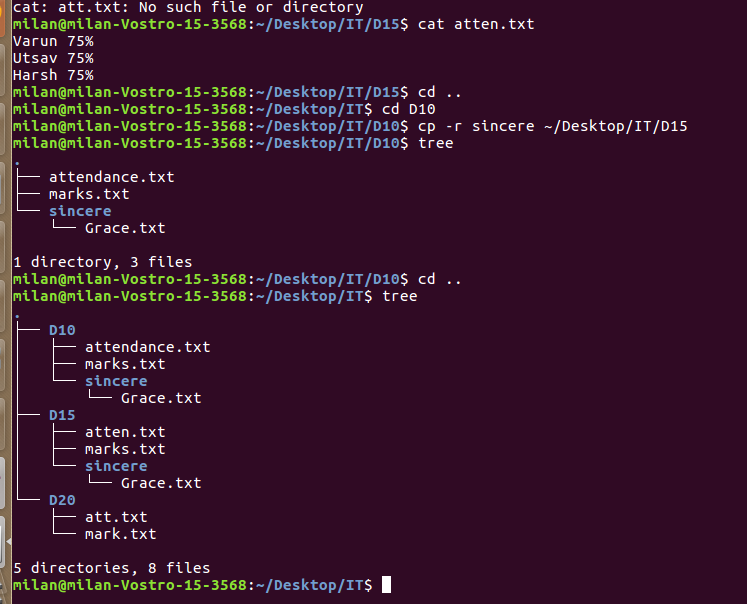 cat: att.txt: No such file or directory
milan@milan-Vostro-15-3568:~/Desktop/IT/D15$ cat atten.txt
Varun 75%
Utsav 75%
Harsh 75%
milan@milan-Vostro-15-3568:~/Desktop/IT/D15$ cd ..
milan@milan-Vostro-15-3568:~/Desktop/IT$ cd D10
milan@milan-Vostro-15-3568:~/Desktop/IT/D10$ cp -r sincere ~/Desktop/IT/D15
milan@milan-Vostro-15-3568:~/Desktop/IT/D10$ tree
.
├── attendance.txt
├── marks.txt
└── sincere
    └── Grace.txt

1 directory, 3 files
milan@milan-Vostro-15-3568:~/Desktop/IT/D10$ cd ..
milan@milan-Vostro-15-3568:~/Desktop/IT$ tree
.
├── D10
│   ├── attendance.txt
│   ├── marks.txt
│   └── sincere
│       └── Grace.txt
├── D15
│   ├── atten.txt
│   ├── marks.txt
│   └── sincere
│       └── Grace.txt
└── D20
    ├── att.txt
    └── mark.txt

5 directories, 8 files
milan@milan-Vostro-15-3568:~/Desktop/IT$